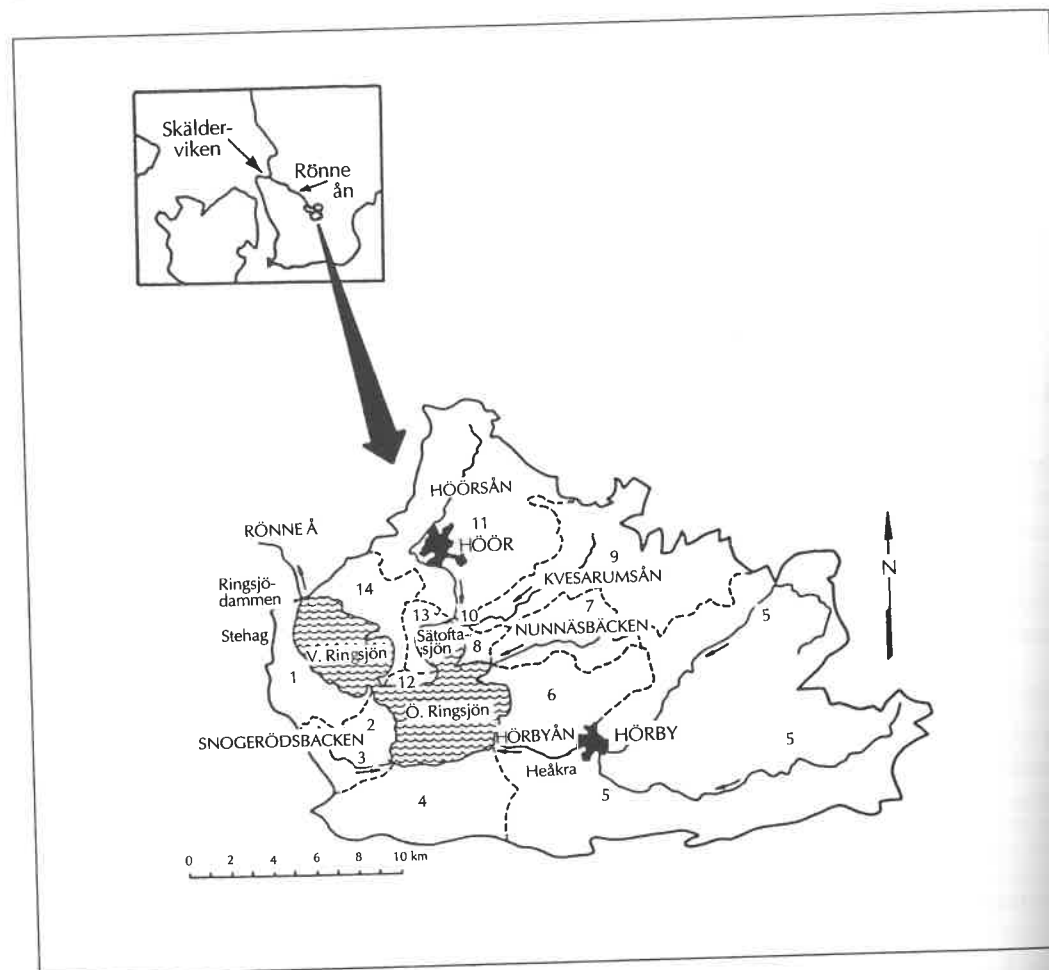 Skälder-
viken
Rönne
ån
HÖÖRSÅN
11
HÖÖR
RÖNNE Å
9
KVESARUMSÅN
Ringsjö-
dammen
14
13
10
7
5
N
Stehag
Sätofta-
sjön
8
NUNNÄSBÄCKEN
V. Ringsjön
1
12
6
2
Ö. Ringsjön
SNOGERÖDSBÄCKEN
HÖRBYÅN
HÖRBY
5
3
Heåkra
4
5
0 2 4 6 8 10 km